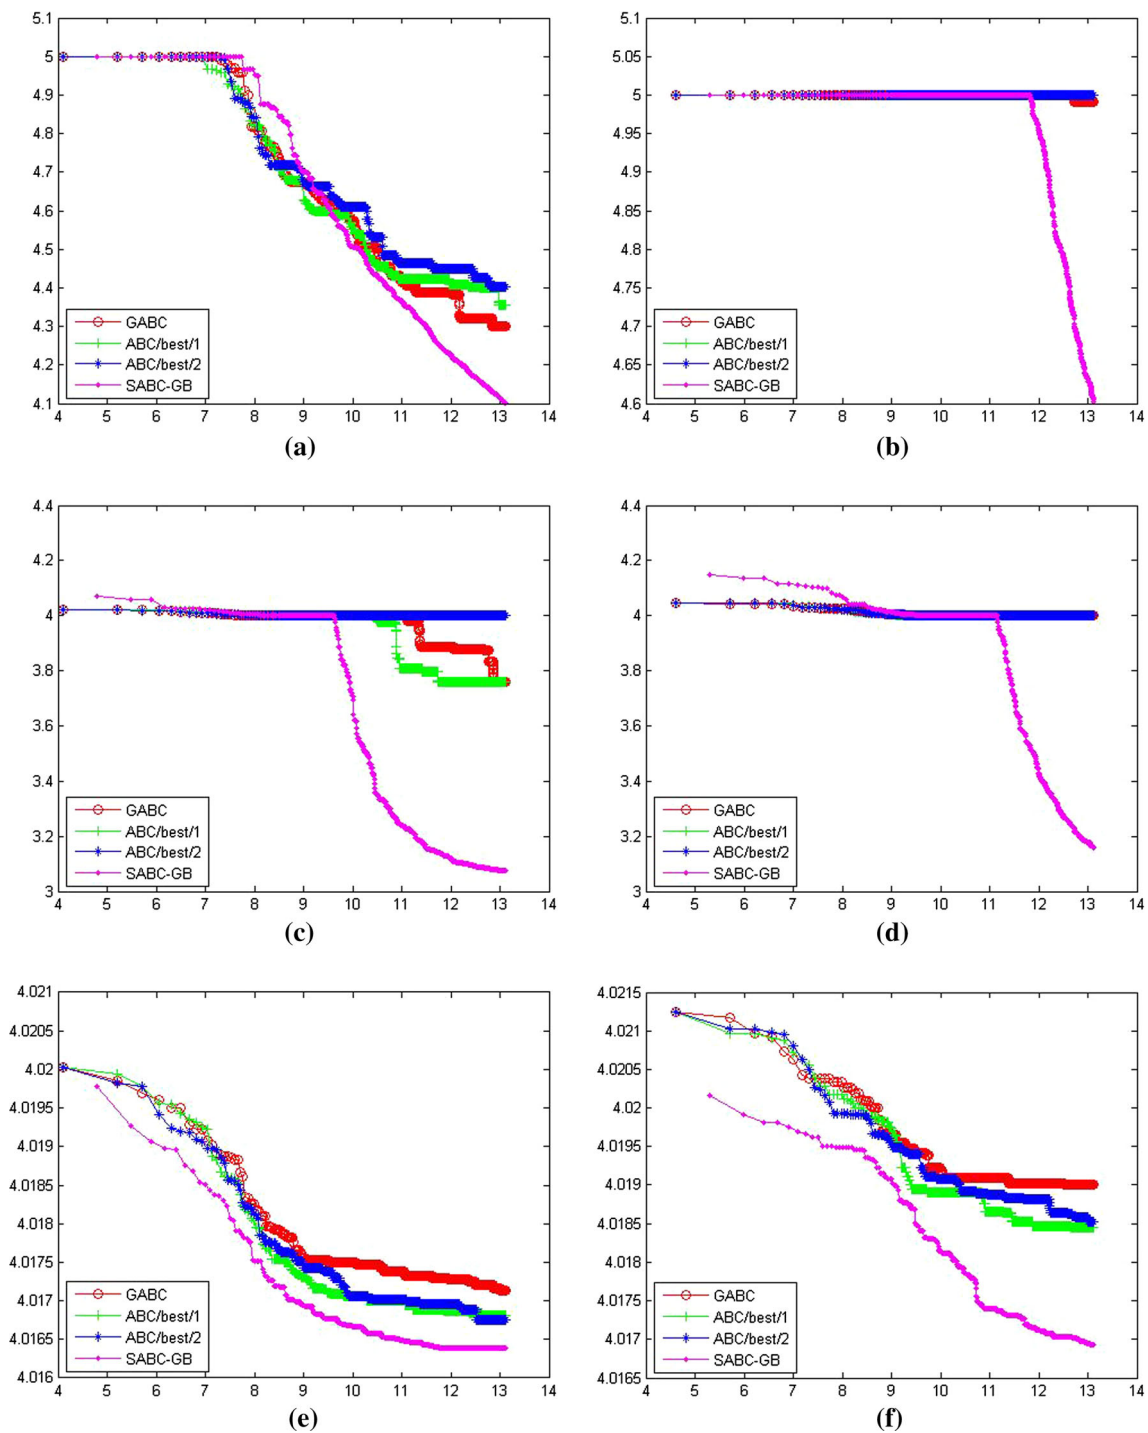 5.1
5
4.9
4.8
4.7
4.6
4.5
4.4
4.3
4.2
4.1
GABC
ABC/best/1
ABC/best/2
SABC-GB
4 5 6 7 8 9 10 11 12 13 14
(a)
5.1
5.05
5
4.95
4.9
4.85
4.8
4.75
4.7
4.65
4.6
GABC
ABC/best/1
ABC/best/2
SABC-GB
4 5 6 7 8 9 10 11 12 13 14
(b)
4.4
4.2
4
3.8
3.6
3.4
3.2
3
GABC
ABC/best/1
ABC/best/2
SABC-GB
4 5 6 7 8 9 10 11 12 13 14
(c)
4.4
4.2
4
3.8
3.6
3.4
3.2
3
GABC
ABC/best/1
ABC/best/2
SABC-GB
4 5 6 7 8 9 10 11 12 13 14
(d)
4.021
4.0205
4.02
4.0195
4.019
4.0185
4.018
4.0175
4.017
4.0165
4.016
GABC
ABC/best/1
ABC/best/2
SABC-GB
4 5 6 7 8 9 10 11 12 13 14
(e)
4.0215
4.021
4.0205
4.02
4.0195
4.019
4.0185
4.018
4.0175
4.017
4.0165
GABC
ABC/best/1
ABC/best/2
SABC-GB
4 5 6 7 8 9 10 11 12 13 14
(f)